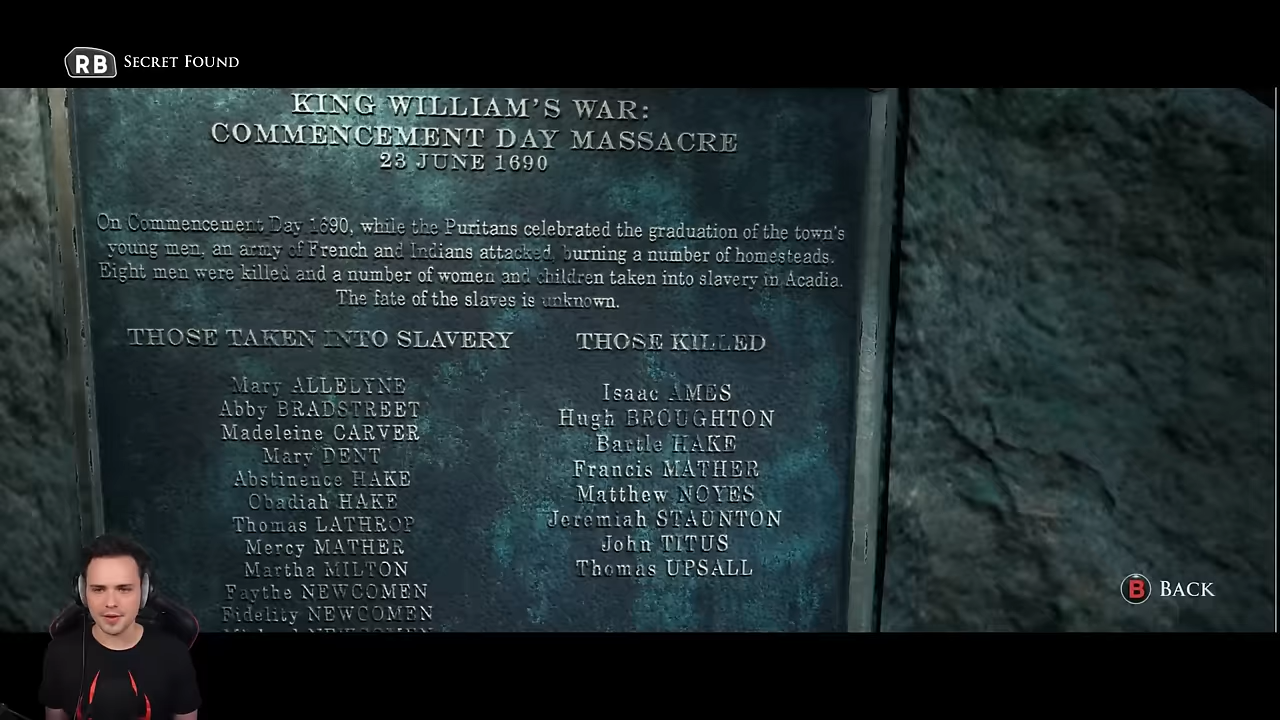 RB SECRET FOUND
KING WILLIAM'S WAR:
COMMENCEMENT DAY MASSACRE
23 JUNE 1690
On Commencement Day 1690, while the Puritans celebrated the graduation of the town's
young men, an army of French and Indians attacked, burning a number of homesteads.
Eight men were killed and a number of women and children taken into slavery in Acadia.
The fate of the slaves is unknown.
THOSE TAKEN INTO SLAVERY
Mary ALLELYNE
Abby BRADSTREET
Madeleine CARVER
Mary DENT
Abstinence HAKE
Obadiah HAKE
Thomas LATHROP
Mercy MATHER
Martha MILTON
Faythe NEWCOMEN
Fidelity NEWCOMEN
THOSE KILLED
Isaac AMES
Hugh BROUGHTON
Bartle HAKE
Francis MATHER
Matthew NOYES
Jeremiah STAUNTON
John TITUS
Thomas UPSALL
B BACK